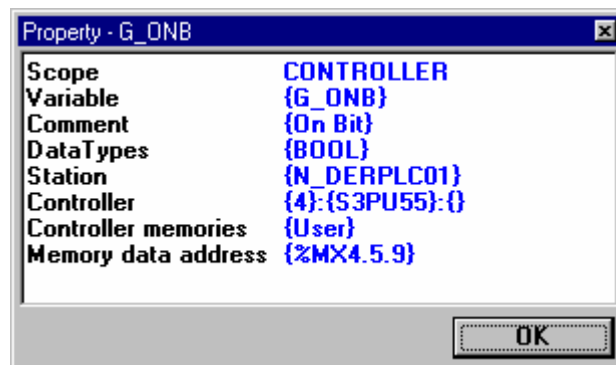 Property - G_ONB
Scope CONTROLLER
Variable {G_ONB}
Comment {On Bit}
DataTypes {BOOL}
Station {N_DERPLC01}
Controller {4}:{S3PU55}:{}
Controller memories {User}
Memory data address {%MX4.5.9}
OK